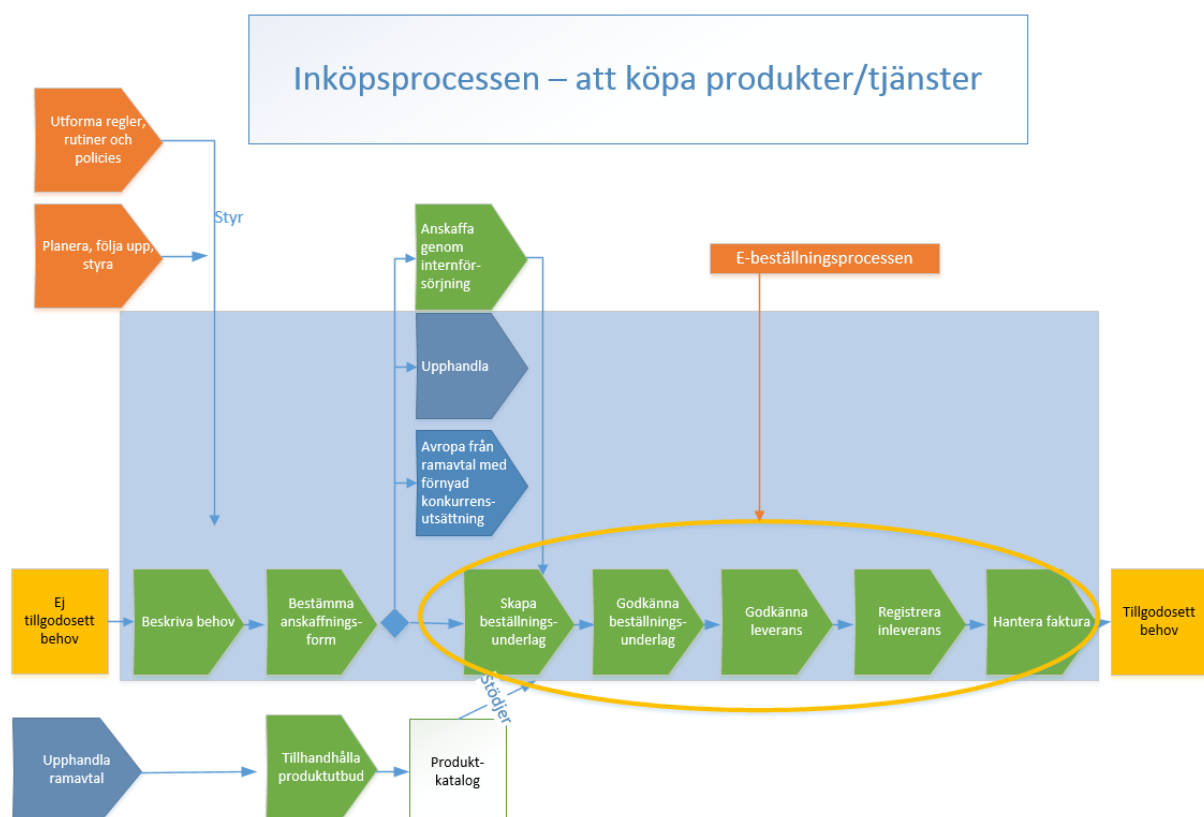 Inköpsprocessen – att köpa produkter/tjänster
Utforma regler,
rutiner och
policies
Styr
Planera, följa upp,
styra
Anskaffa
genom
internför-
sörjning
E-beställningsprocessen
Upphandla
Avropa från
ramavtal med
förnyad
konkurrens-
utsättning
Ej
tillgodosett
behov
Beskriva behov
Bestämma
anskaffnings-
form
Skapa
beställnings-
underlag
Godkänna
beställnings-
underlag
Godkänna
leverans
Registrera
inleverans
Hantera faktura
Tillgodosett
behov
Stödjer
Upphandla
ramavtal
Tillhandhålla
produktutbud
Produkt-
katalog